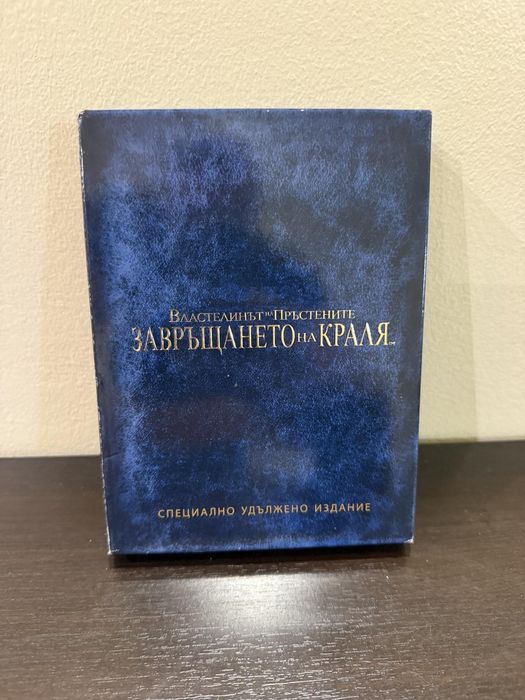 Властелинът на Пръстените
ЗАВРЪЩАНЕТО НА КРАЛЯ
СПЕЦИАЛНО УДЪЛЖЕНО ИЗДАНИЕ